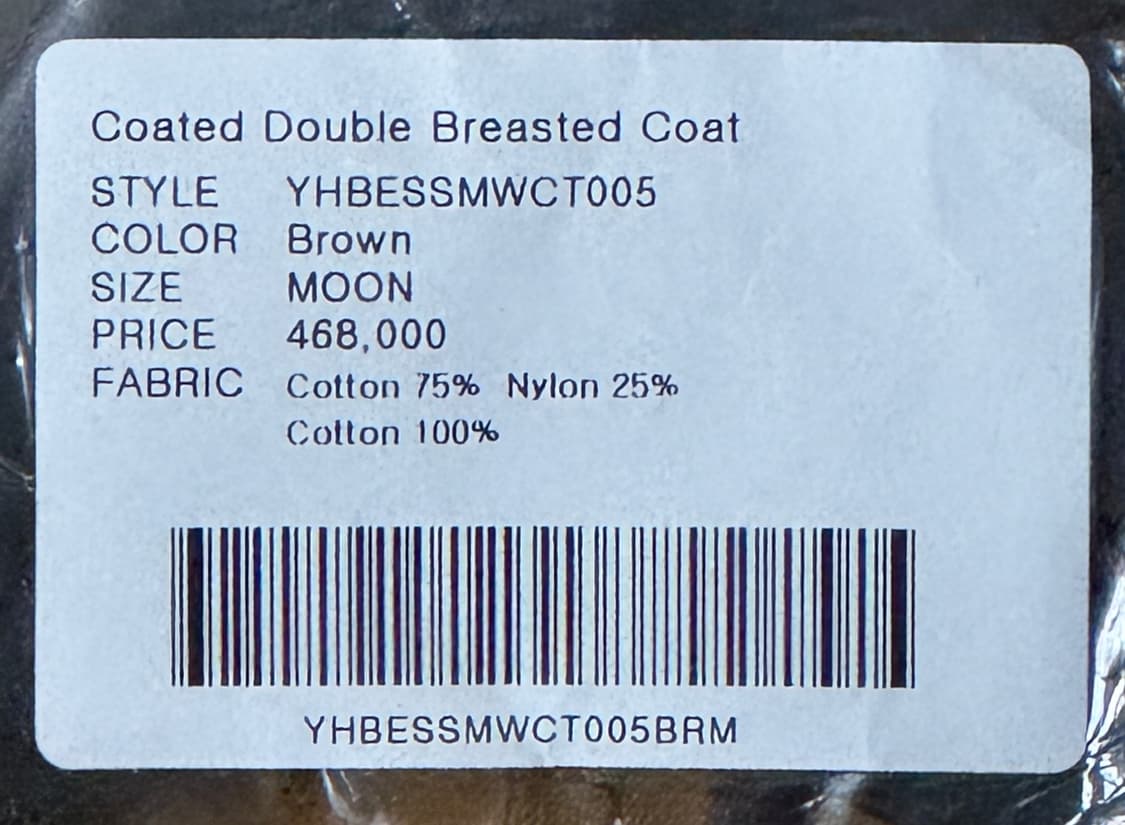 Coated Double Breasted Coat
STYLE YHBESSMWCT005
COLOR Brown
SIZE MOON
PRICE 468,000
FABRIC Cotton 75% Nylon 25%
Cotton 100%
YHBESSMWCT005BRM